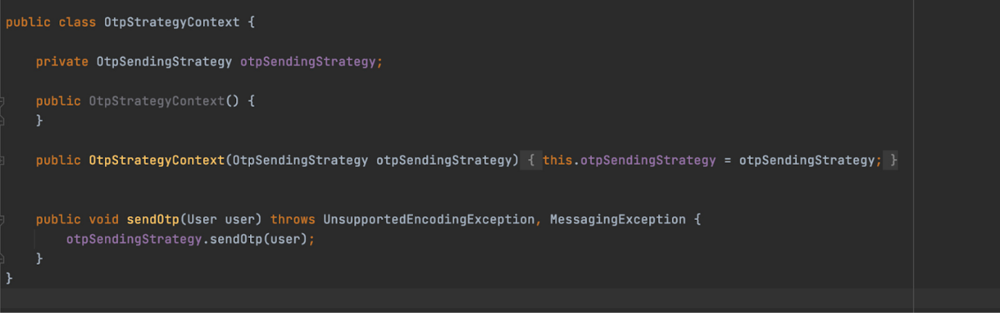 public class OtpStrategyContext {
private OtpSendingStrategy otpSendingStrategy;
public OtpStrategyContext() {
}
public OtpStrategyContext(OtpSendingStrategy otpSendingStrategy) { this.otpSendingStrategy = otpSendingStrategy; }
public void sendOtp(User user) throws UnsupportedEncodingException, MessagingException {
otpSendingStrategy.sendOtp(user);
}
}